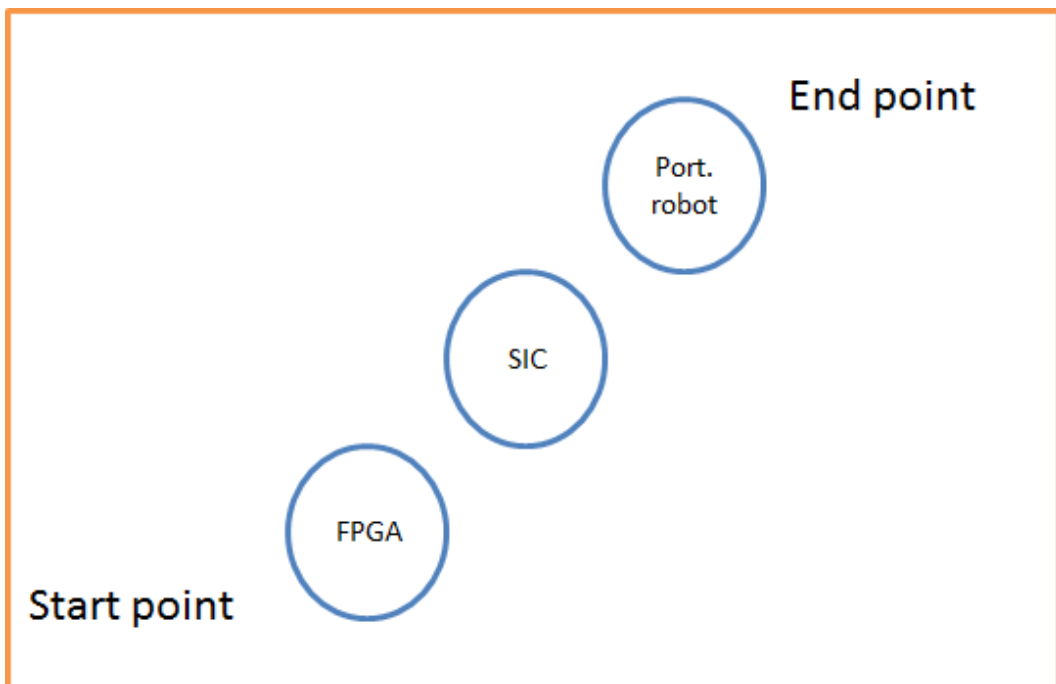 End point
Port.
robot
SIC
FPGA
Start point